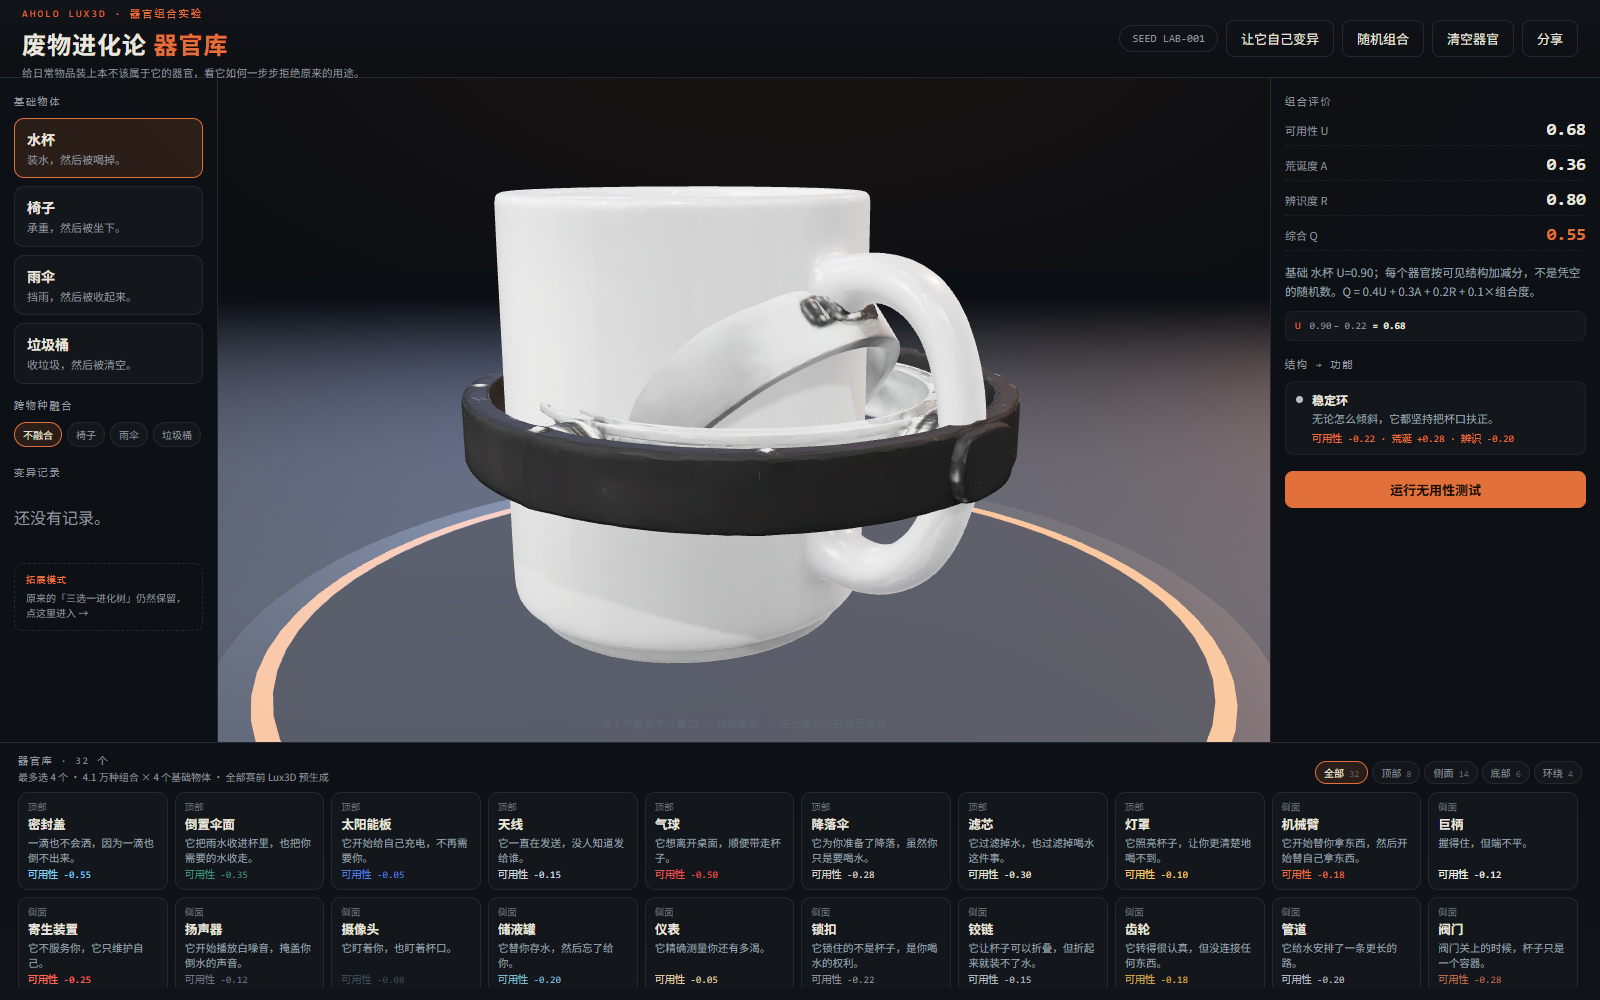 AHOLO LUX3D · 器官组合实验
废物进化论 器官库
给日常物品装上本不该属于它的器官，看它如何一步步拒绝原来的用途。
SEED LAB-001
让它自己变异
随机组合
清空器官
分享
基础物体
水杯
装水，然后被喝掉。
椅子
承重，然后被坐下。
雨伞
挡雨，然后被收起来。
垃圾桶
收垃圾，然后被清空。
跨物种融合
不融合 椅子 雨伞 垃圾桶
变异记录
还没有记录。
拓展模式
原来的「三选一进化树」仍然保留，
点这里进入 →
组合评价
可用性 U 0.68
荒诞度 A 0.36
辨识度 R 0.80
综合 Q 0.55
基础 水杯 U=0.90；每个器官按可见结构加减分，不是凭空
的随机数。Q = 0.4U + 0.3A + 0.2R + 0.1×组合度。
U 0.90 − 0.22 = 0.68
结构 → 功能
稳定环
无论怎么倾斜，它都坚持把杯口扶正。
可用性 -0.22 · 荒诞 +0.28 · 辨识 -0.20
运行无用性测试
器官库 · 32 个
最多选 4 个 · 4.1 万种组合 × 4 个基础物体 · 全部赛前 Lux3D 预生成
全部 32 顶部 8 侧面 14 底部 6 环绕 4
顶部
密封盖
一滴也不会洒，因为一滴也
倒不出来。
可用性 -0.55
顶部
倒置伞面
它把雨水收进杯里，也把你
需要的水收走。
可用性 -0.35
顶部
太阳能板
它开始给自己充电，不再需
要你。
可用性 -0.05
顶部
天线
它一直在发送，没人知道发
给谁。
可用性 -0.15
顶部
气球
它想离开桌面，顺便带走杯
子。
可用性 -0.50
顶部
降落伞
它为你准备了降落，虽然你
只是要喝水。
可用性 -0.28
顶部
滤芯
它过滤掉水，也过滤掉喝水
这件事。
可用性 -0.30
顶部
灯罩
它照亮杯子，让你更清楚地
喝不到。
可用性 -0.10
侧面
机械臂
它开始替你拿东西，然后开
始替自己拿东西。
可用性 -0.18
侧面
巨柄
握得住，但端不平。
可用性 -0.12
侧面
寄生装置
它不服务你，它只维护自
己。
可用性 -0.25
侧面
扬声器
它开始播放白噪音，掩盖你
倒水的声音。
可用性 -0.12
侧面
摄像头
它盯着你，也盯着杯口。
可用性 -0.08
侧面
储液罐
它替你存水，然后忘了给
你。
可用性 -0.20
侧面
仪表
它精确测量你还有多渴。
可用性 -0.05
侧面
锁扣
它锁住的不是杯子，是你喝
水的权利。
可用性 -0.22
侧面
铰链
它让杯子可以折叠，但折起
来就装不了水。
可用性 -0.15
侧面
齿轮
它转得很认真，但没连接任
何东西。
可用性 -0.18
侧面
管道
它给水安排了一条更长的
路。
可用性 -0.20
侧面
阀门
阀门关上的时候，杯子只是
一个容器。
可用性 -0.28